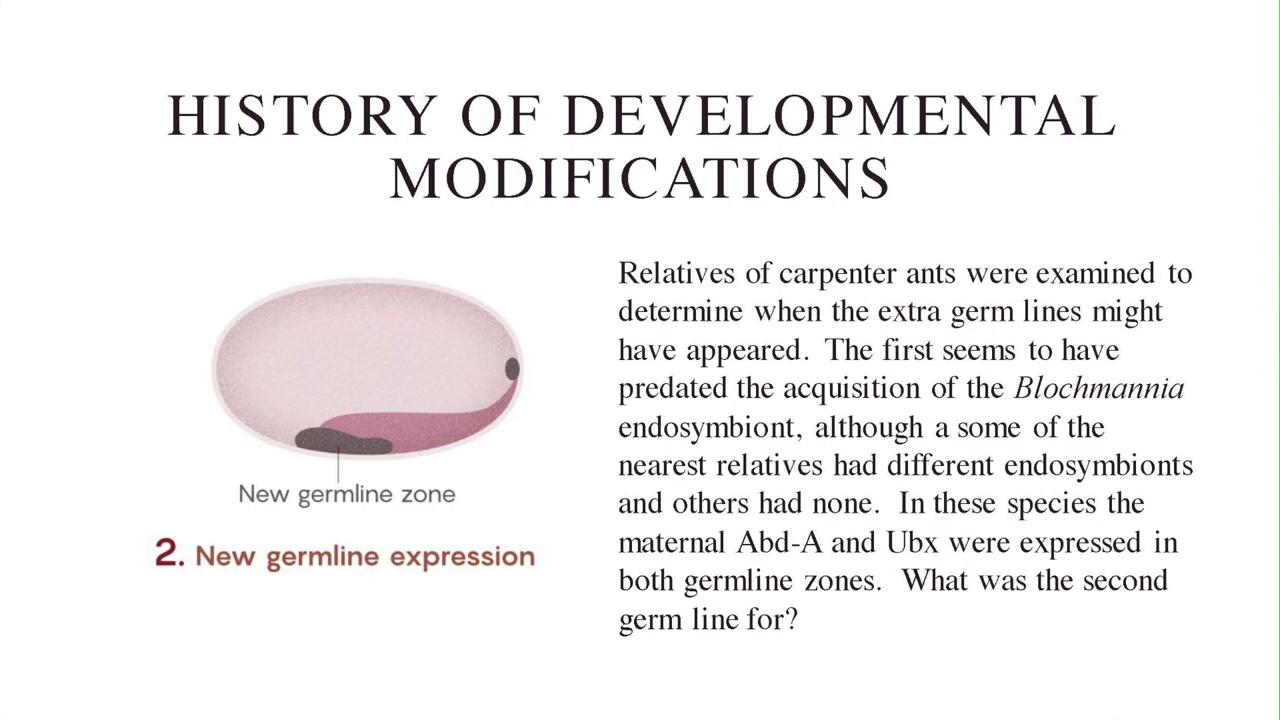 HISTORY OF DEVELOPMENTAL
MODIFICATIONS
Relatives of carpenter ants were examined to
determine when the extra germ lines might
have appeared.  The first seems to have
predated the acquisition of the Blochmannia
endosymbiont, although a some of the
nearest relatives had different endosymbionts
and others had none.  In these species the
maternal Abd-A and Ubx were expressed in
both germline zones.  What was the second
germ line for?
New germline zone
2. New germline expression